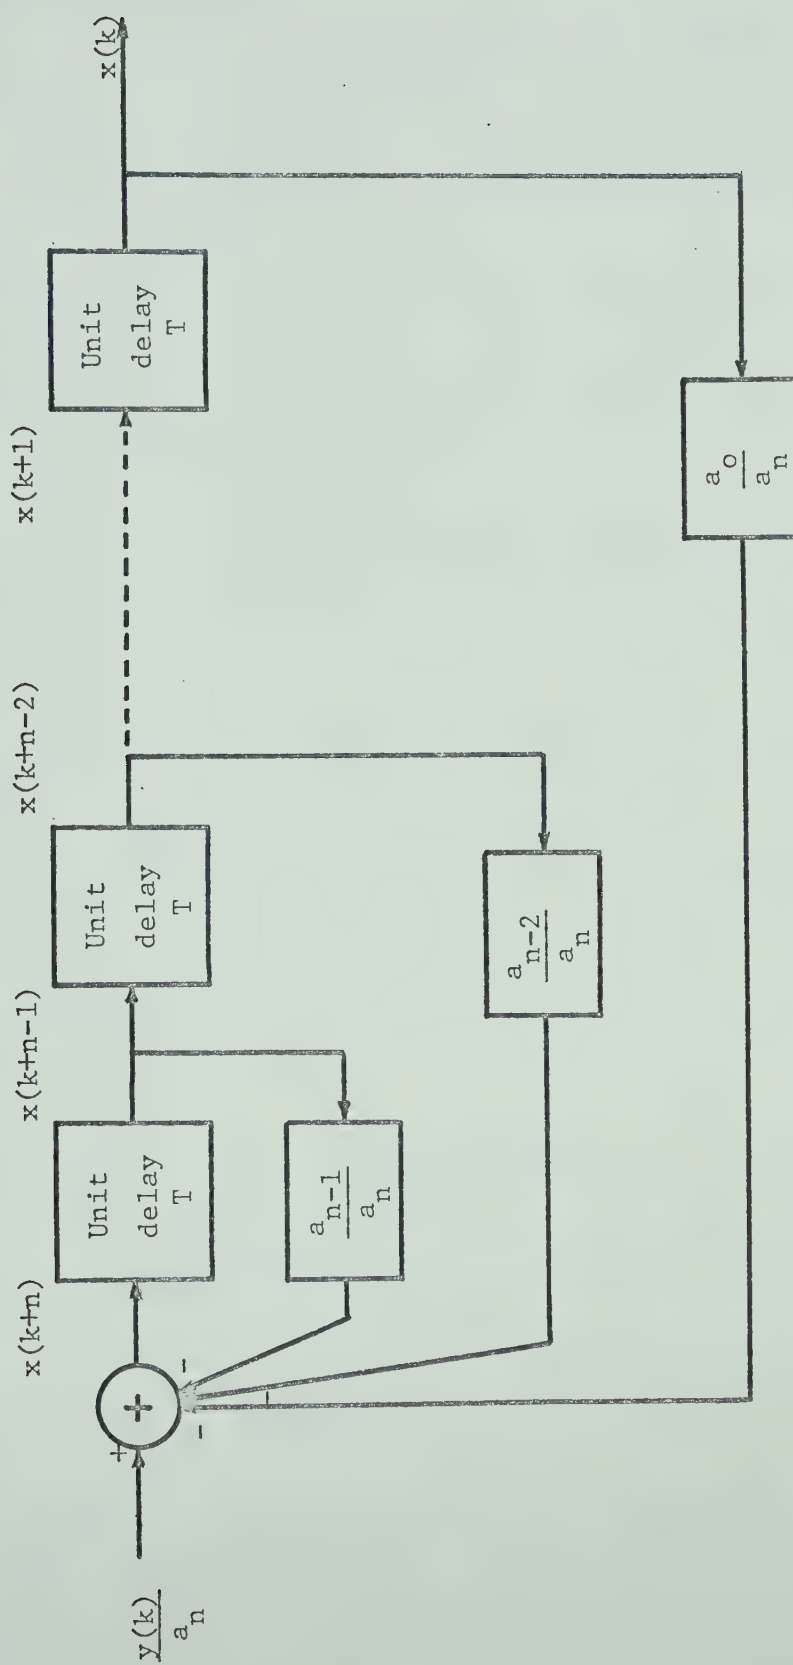 x(k+n)
x(k+n-1)
x(k+n-2)
x(k+1)
x(k)
y(k)
a_n
+
+
-
-
-
Unit
delay
T
Unit
delay
T
Unit
delay
T
a_{n-1}
a_n
a_{n-2}
a_n
a_o
a_n